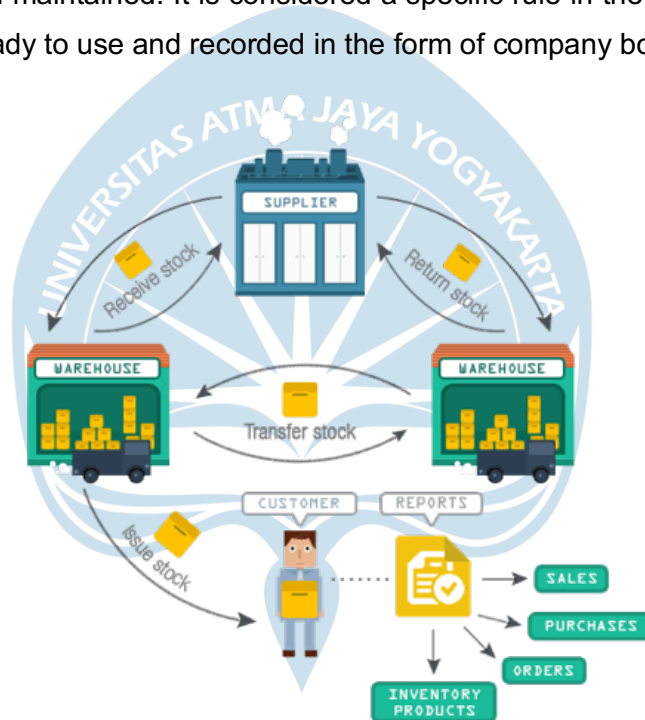 maintained. It is considered a specific rule in the
ady to use and recorded in the form of company bo
UNIVERSITAS ATMA JAYA YOGYAKARTA
SUPPLIER
Receive stock
Return stock
WAREHOUSE
WAREHOUSE
Transfer stock
CUSTOMER
REPORTS
Issue stock
SALES
PURCHASES
ORDERS
INVENTORY
PRODUCTS